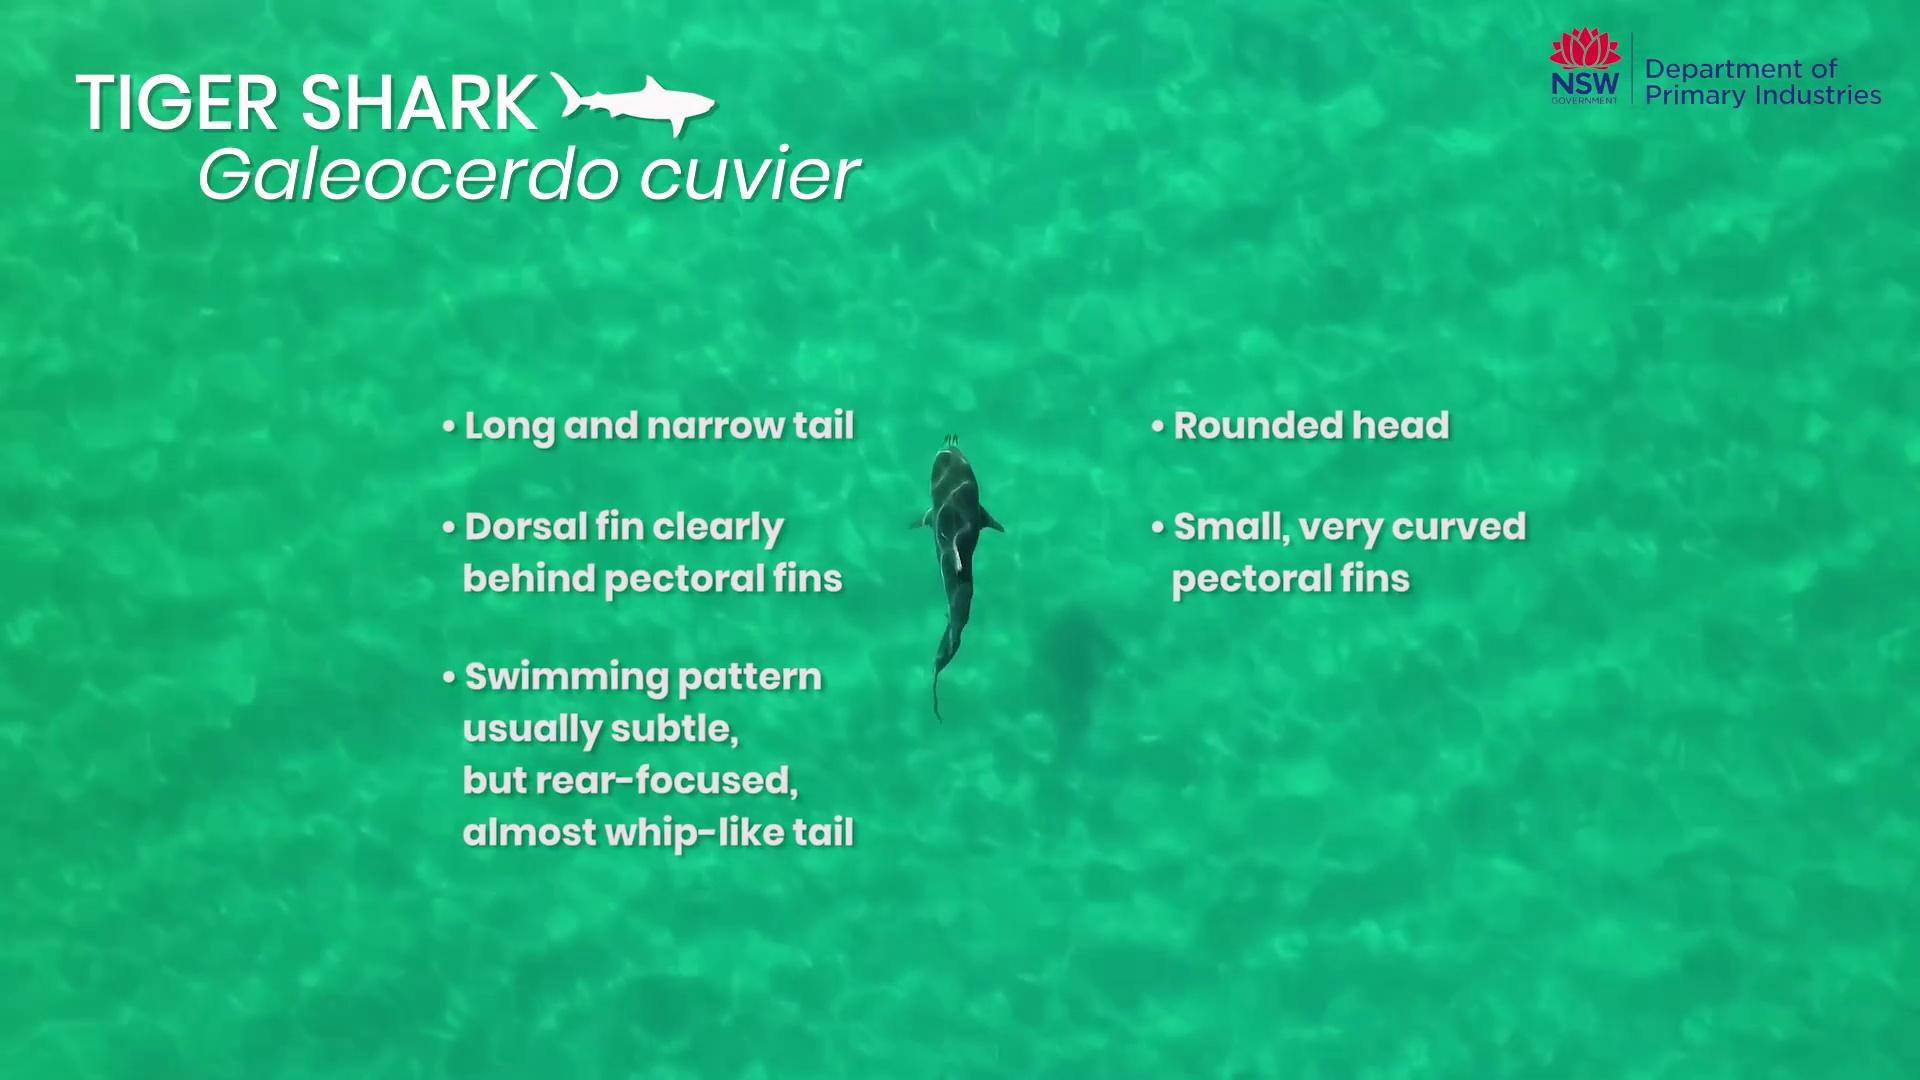 TIGER SHARK
Galeocerdo cuvier
NSW
GOVERNMENT
Department of
Primary Industries
• Long and narrow tail
• Dorsal fin clearly
behind pectoral fins
• Swimming pattern
usually subtle,
but rear-focused,
almost whip-like tail
• Rounded head
• Small, very curved
pectoral fins